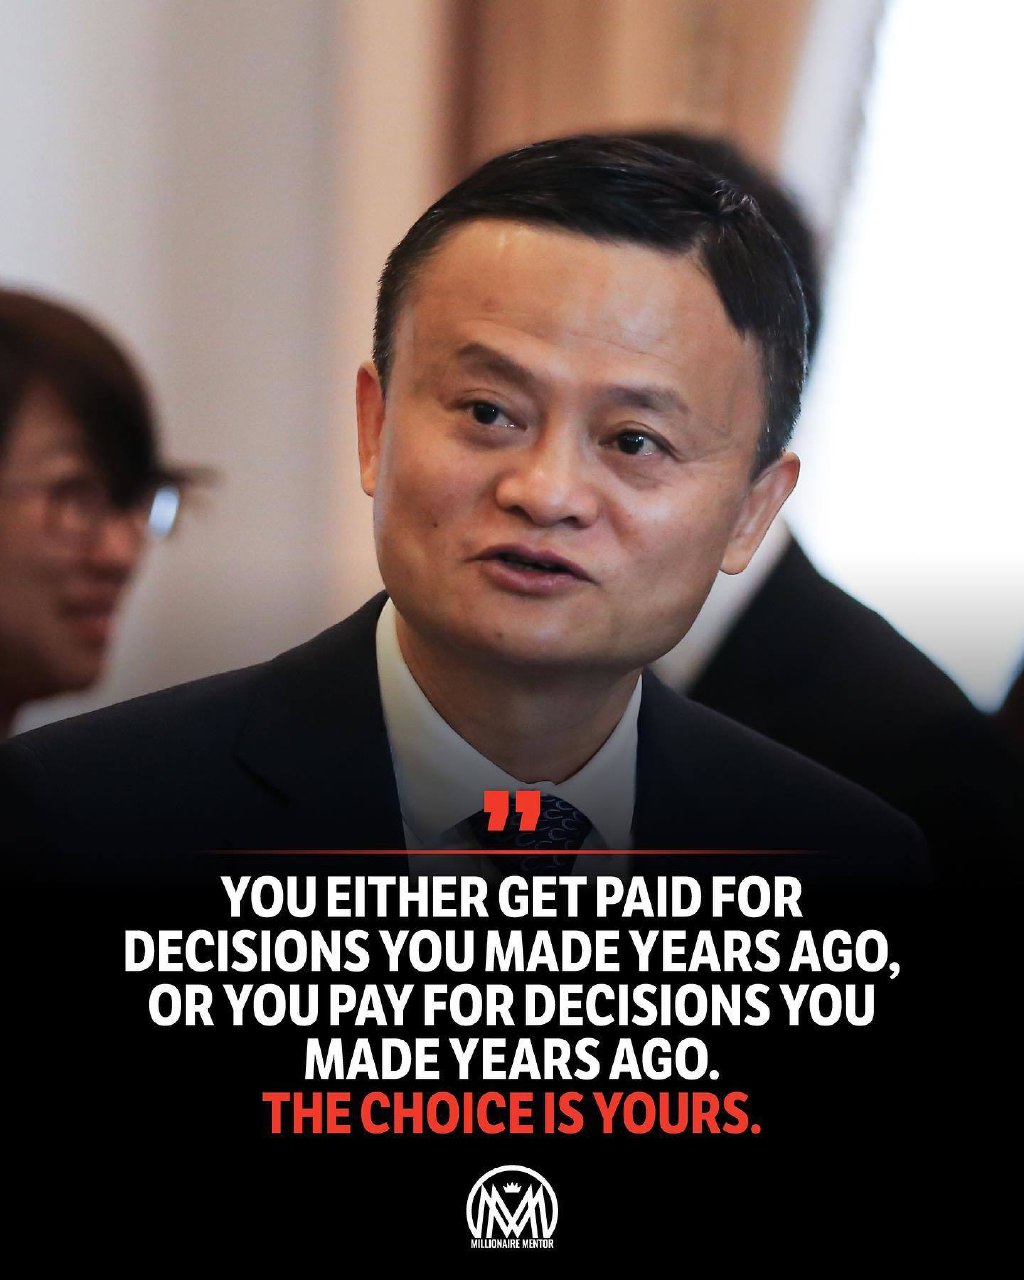 ”
YOU EITHER GET PAID FOR
DECISIONS YOU MADE YEARS AGO,
OR YOU PAY FOR DECISIONS YOU
MADE YEARS AGO.
THE CHOICE IS YOURS.
MILLIONAIRE MENTOR